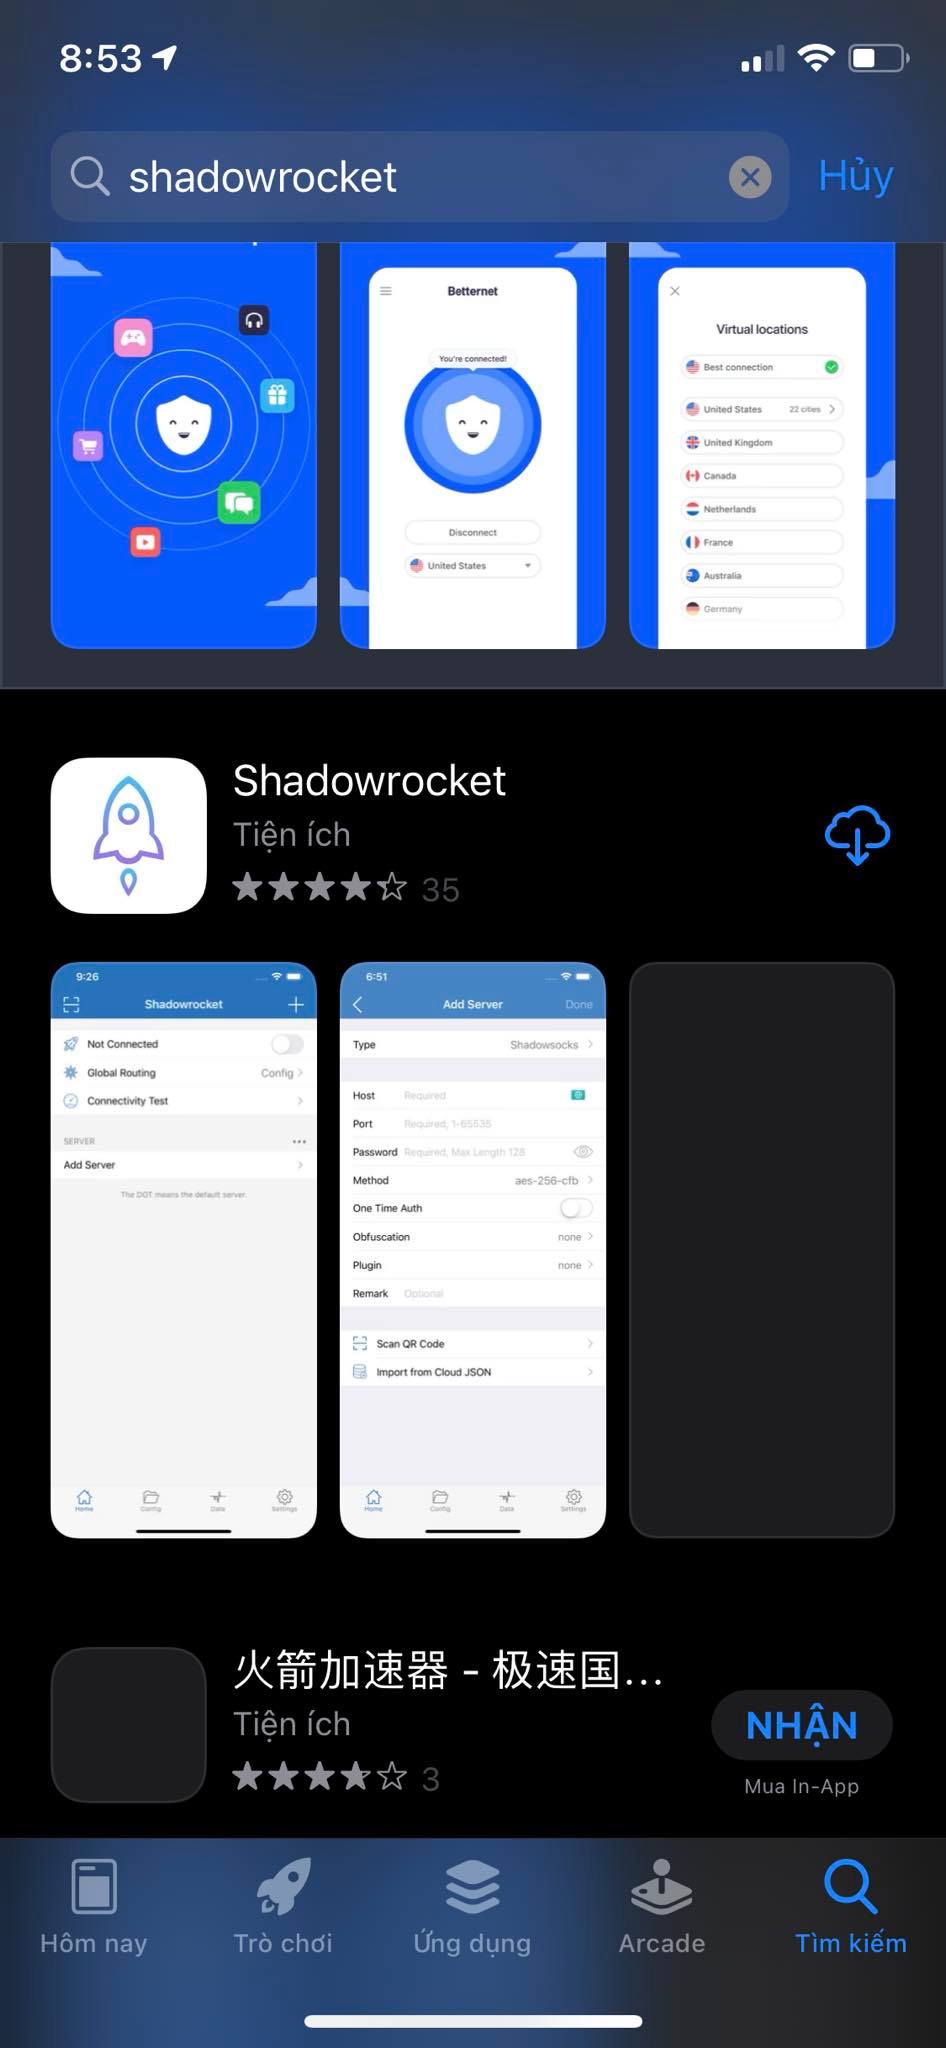 8:53
shadowrocket
Hủy
Betternet
You're connected!
Disconnect
United States
Virtual locations
Best connection
United States 22 cities
United Kingdom
Canada
Netherlands
France
Australia
Germany
Shadowrocket
Tiện ích
35
9:26
Shadowrocket
Not Connected
Global Routing Config
Connectivity Test
SERVER
Add Server
The DOT means the default server.
Home Config Data Settings
6:51
Add Server Done
Type Shadowsocks
Host Required
Port Required, 1-65535
Password Required, Max Length 128
Method aes-256-cfb
One Time Auth
Obfuscation none
Plugin none
Remark Optional
Scan QR Code
Import from Cloud JSON
Home Config Data Settings
火箭加速器 - 极速国...
Tiện ích
3
NHẬN
Mua In-App
Hôm nay Trò chơi Ứng dụng Arcade Tìm kiếm